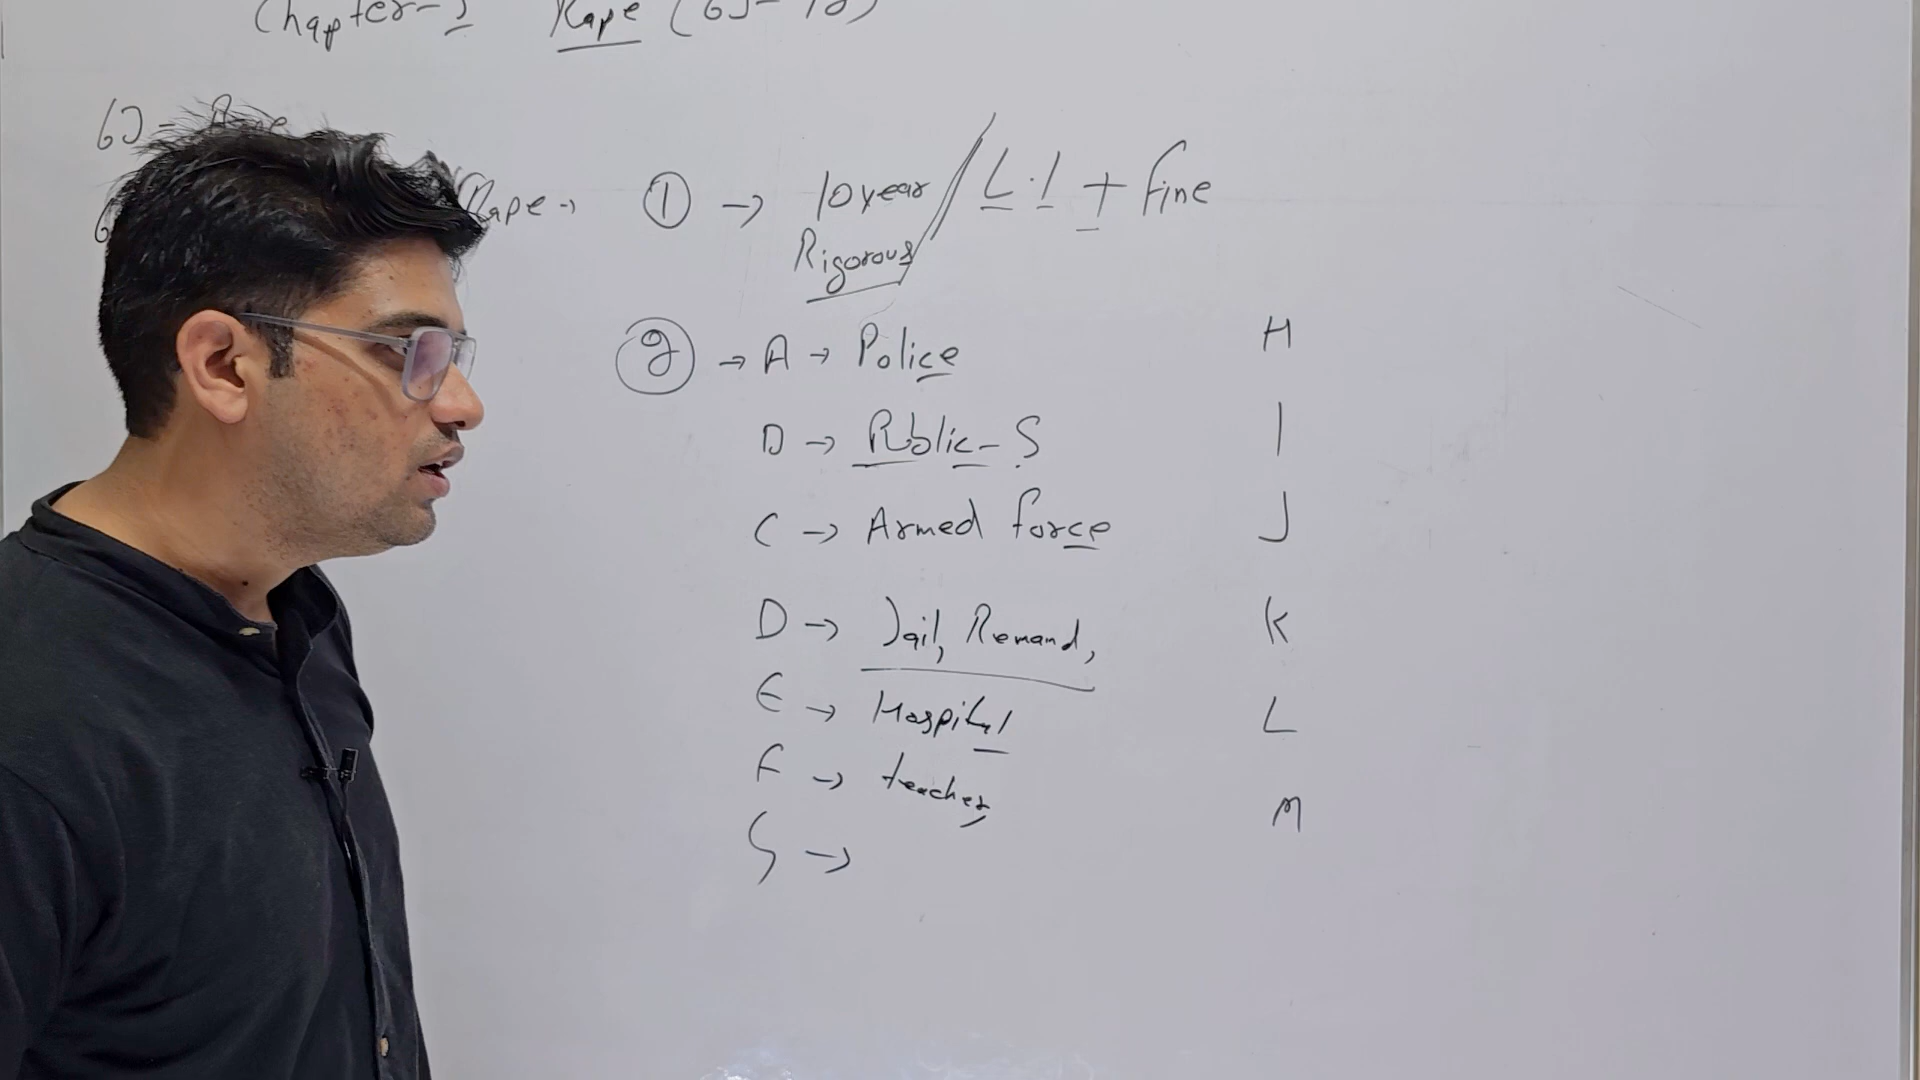 Chapter-5 Rape (63-73)
63- Rape
Rape → ① → 10 year / L.I + fine
Rigorous
② → A → Police
B → Public-S
C → Armed force
D → Jail, Remand,
E → Hospital
F → teacher
G →
H
I
J
K
L
M